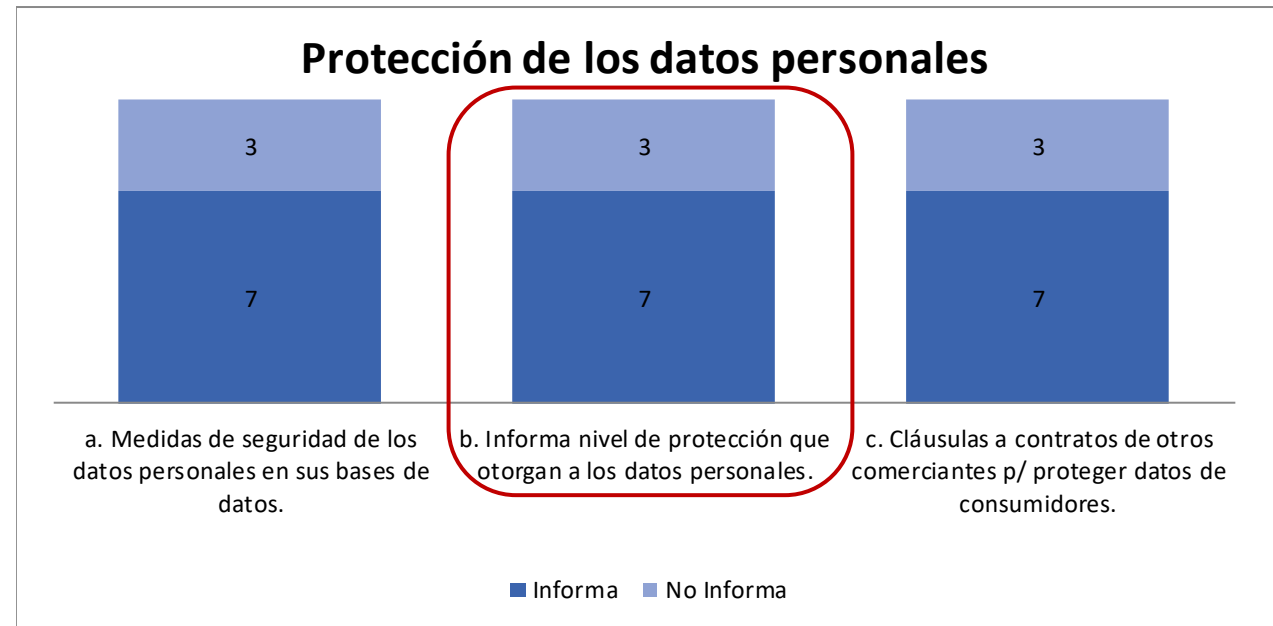 Protección de los datos personales
3
3
3
7
7
7
a. Medidas de seguridad de los
datos personales en sus bases de
datos.
b. Informa nivel de protección que
otorgan a los datos personales.
c. Cláusulas a contratos de otros
comerciantes p/ proteger datos de
consumidores.
Informa
No Informa